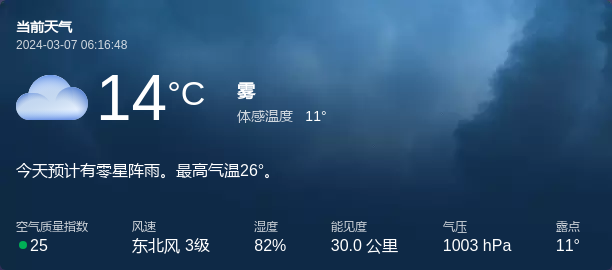 当前天气
2024-03-07 06:16:48
14°C
雾
体感温度 11°
今天预计有零星阵雨。最高气温26°。
空气质量指数 风速 湿度 能见度 气压 露点
25 东北风 3级 82% 30.0 公里 1003 hPa 11°